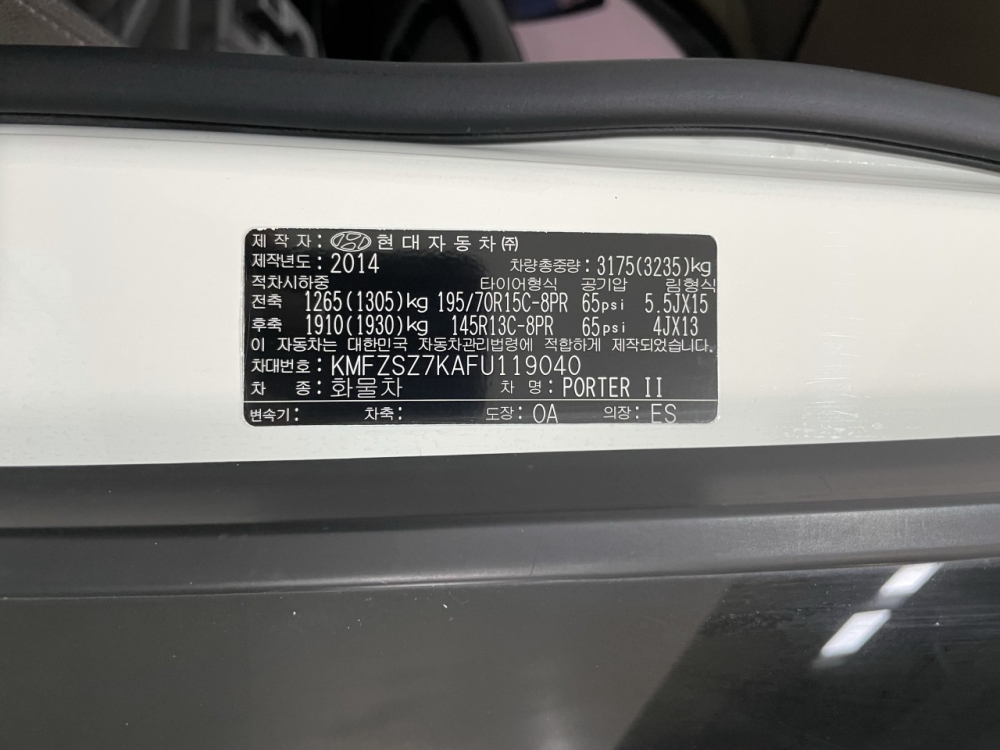 제작자: 현대자동차㈜
제작년도: 2014 차량총중량: 3175(3235)kg
적차시하중 타이어형식 공기압 림형식
전축 1265(1305)kg 195/70R15C-8PR 65psi 5.5JX15
후축 1910(1930)kg 145R13C-8PR 65psi 4JX13
이 자동차는 대한민국 자동차관리법령에 적합하게 제작되었습니다.
차대번호: KMFZSZ7KAFU119040
차 종: 화물차 차 명: PORTER II
변속기: 차축: 도장: OA 의장: ES